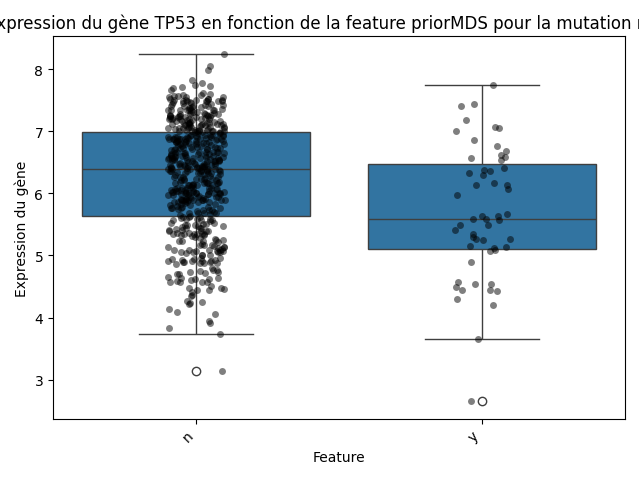 xpression du gène TP53 en fonction de la feature priorMDS pour la mutation
8
7
6
5
4
3
Expression du gène
n
y
Feature